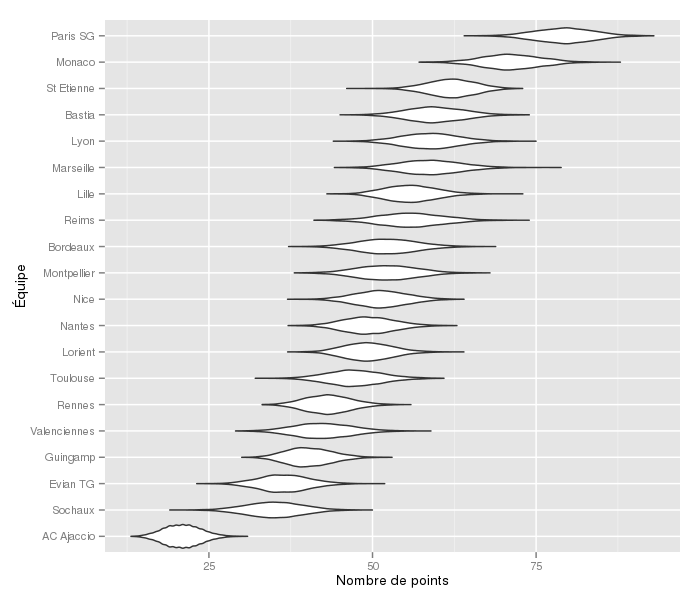 Paris SG
Monaco
St Etienne
Bastia
Lyon
Marseille
Lille
Reims
Bordeaux
Montpellier
Nice
Nantes
Lorient
Toulouse
Rennes
Valenciennes
Guingamp
Evian TG
Sochaux
AC Ajaccio
Équipe
25 50 75
Nombre de points